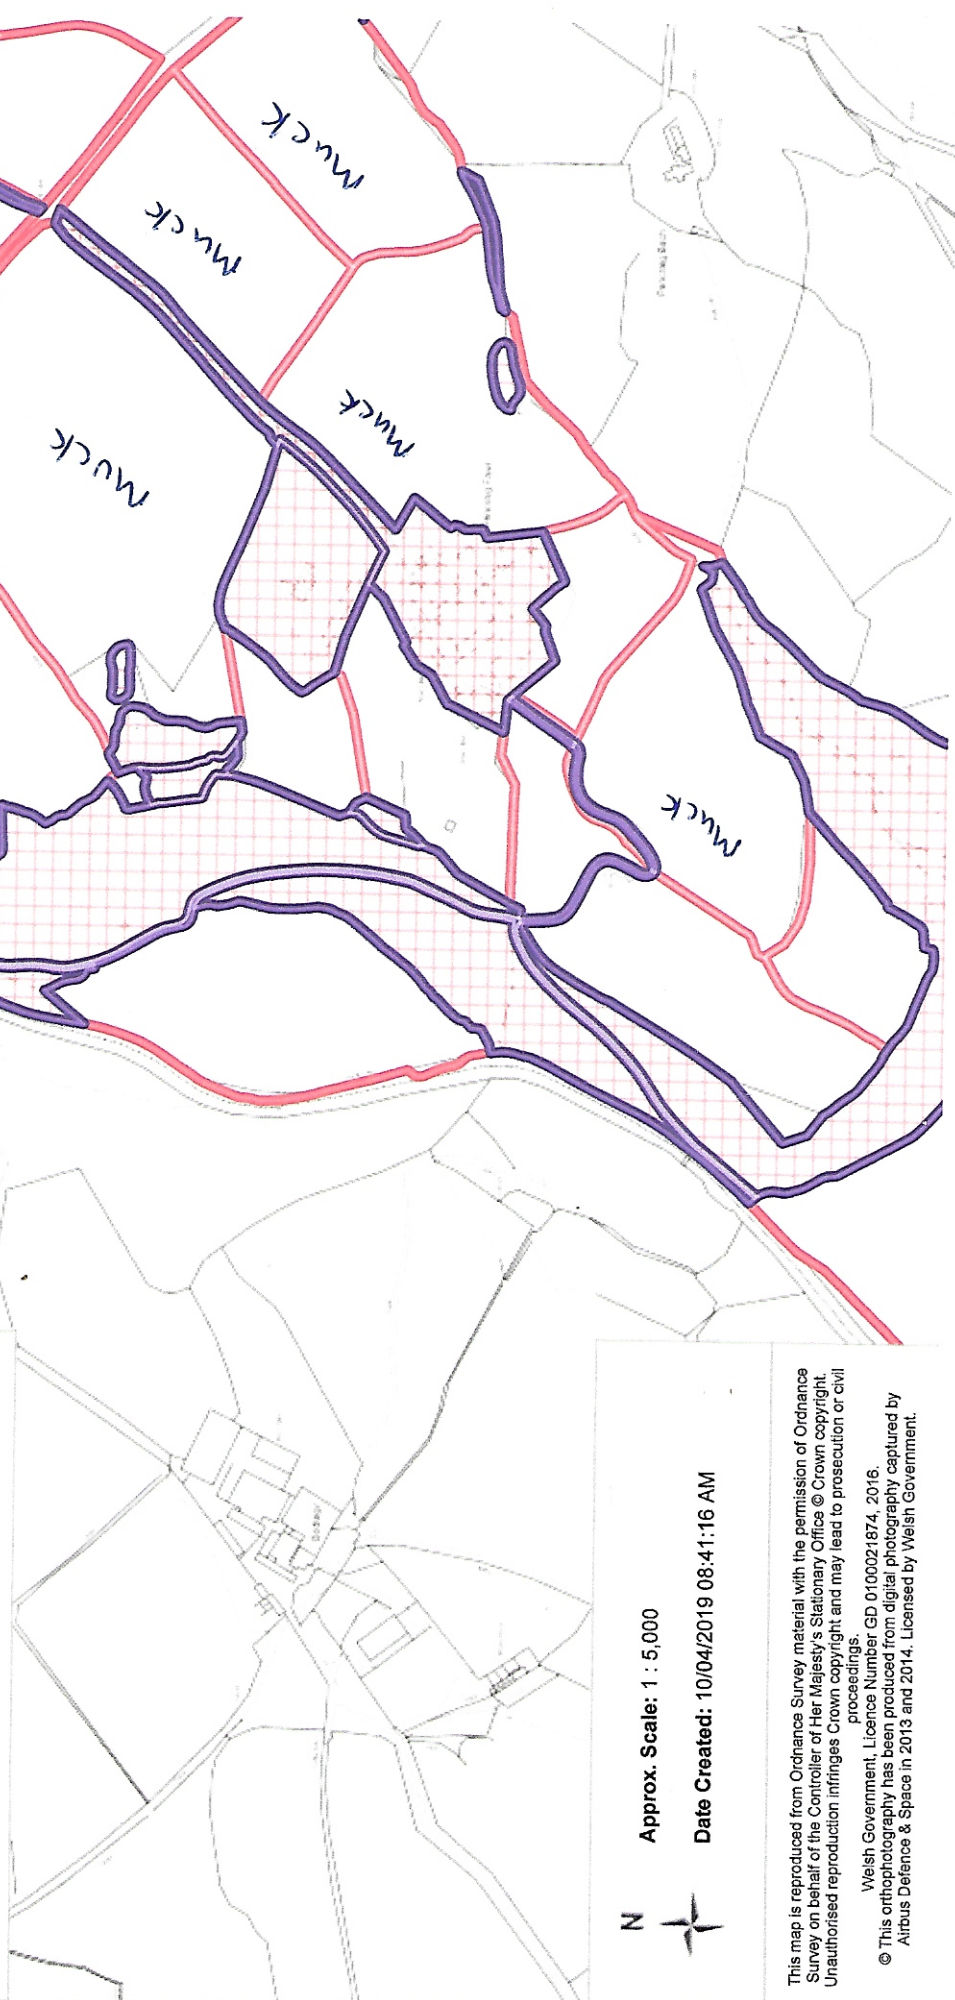 Muck
Muck
Muck
Muck
Muck
N
Approx. Scale: 1 : 5,000
Date Created: 10/04/2019 08:41:16 AM
This map is reproduced from Ordnance Survey material with the permission of Ordnance
Survey on behalf of the Controller of Her Majesty's Stationary Office © Crown copyright.
Unauthorised reproduction infringes Crown copyright and may lead to prosecution or civil
proceedings.
Welsh Government, Licence Number GD 0100021874, 2016.
© This orthophotography has been produced from digital photography captured by
Airbus Defence & Space in 2013 and 2014. Licensed by Welsh Government.